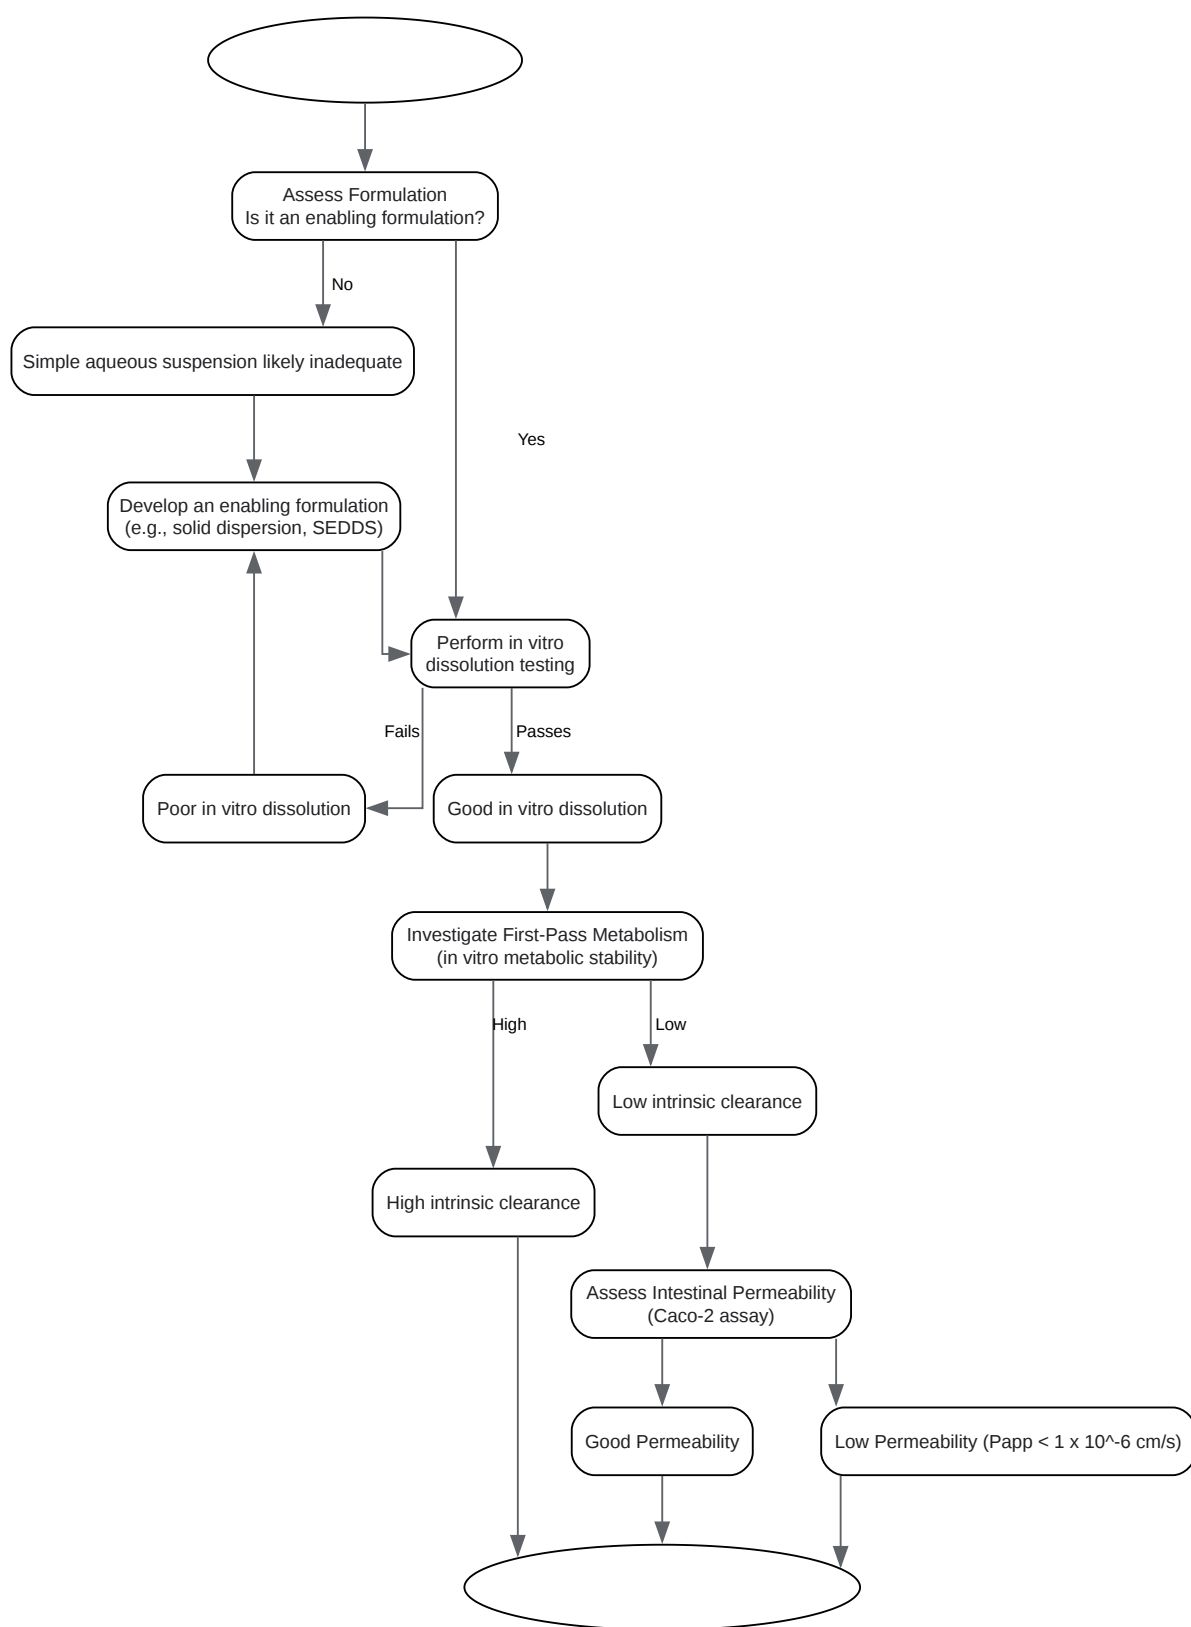 Assess Formulation
Is it an enabling formulation?
No
Simple aqueous suspension likely inadequate
Yes
Develop an enabling formulation
(e.g., solid dispersion, SEDDS)
Perform in vitro
dissolution testing
Fails
Passes
Poor in vitro dissolution
Good in vitro dissolution
Investigate First-Pass Metabolism
(in vitro metabolic stability)
High
Low
Low intrinsic clearance
High intrinsic clearance
Assess Intestinal Permeability
(Caco-2 assay)
Good Permeability
Low Permeability (Papp < 1 x 10^-6 cm/s)